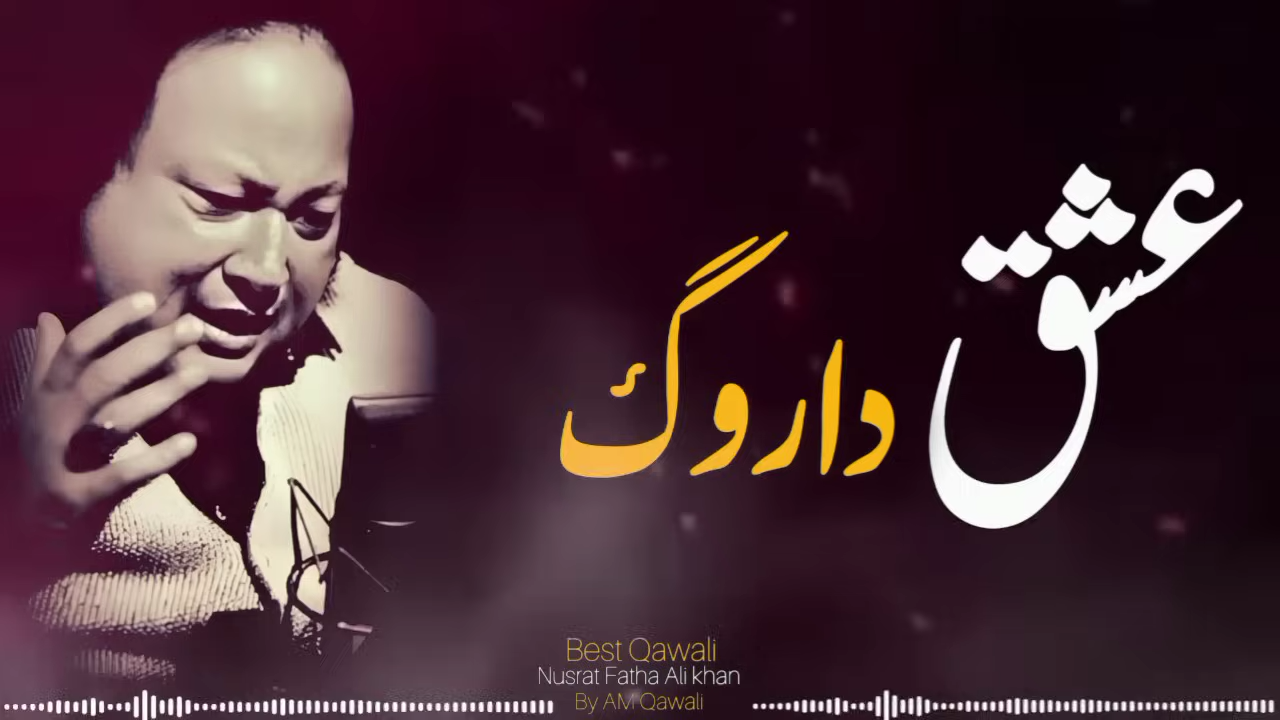 عشق داروگ
Best Qawali
Nusrat Fatha Ali khan
By AM Qawali